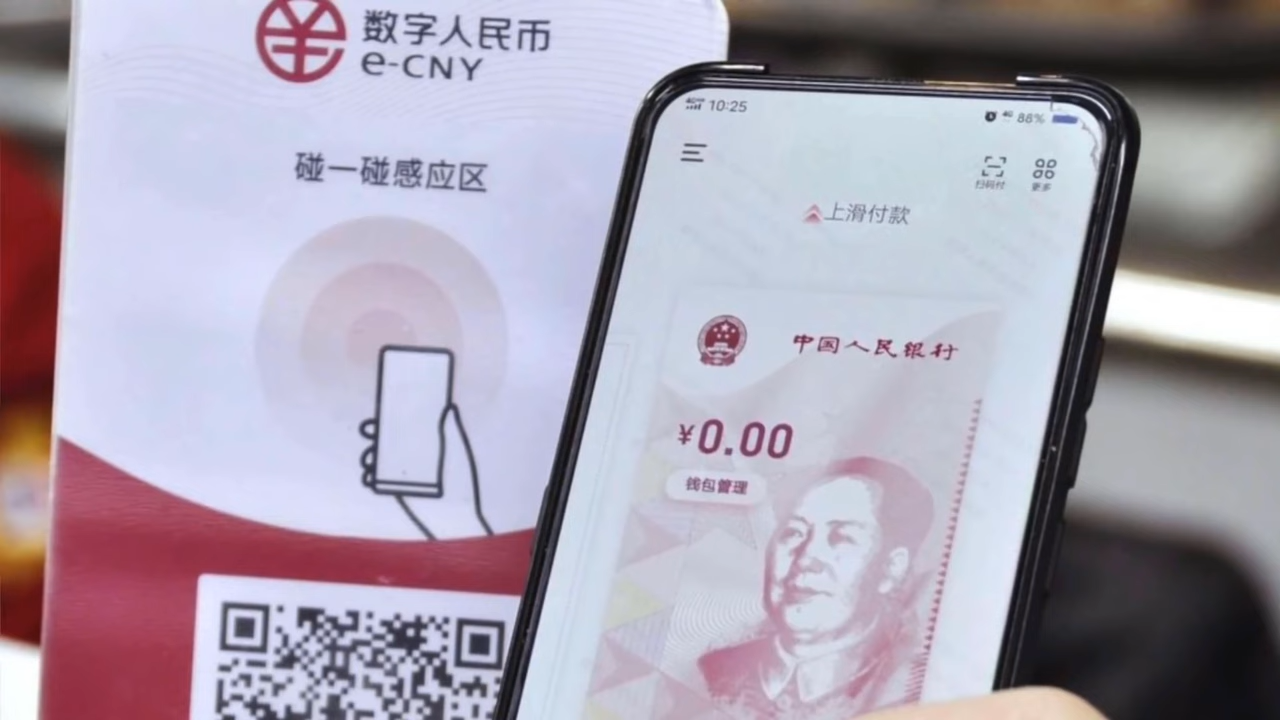 数字人民币
e-CNY
碰一碰感应区
10:25
4G 88%
扫码付
更多
上滑付款
中国人民银行
¥0.00
钱包管理